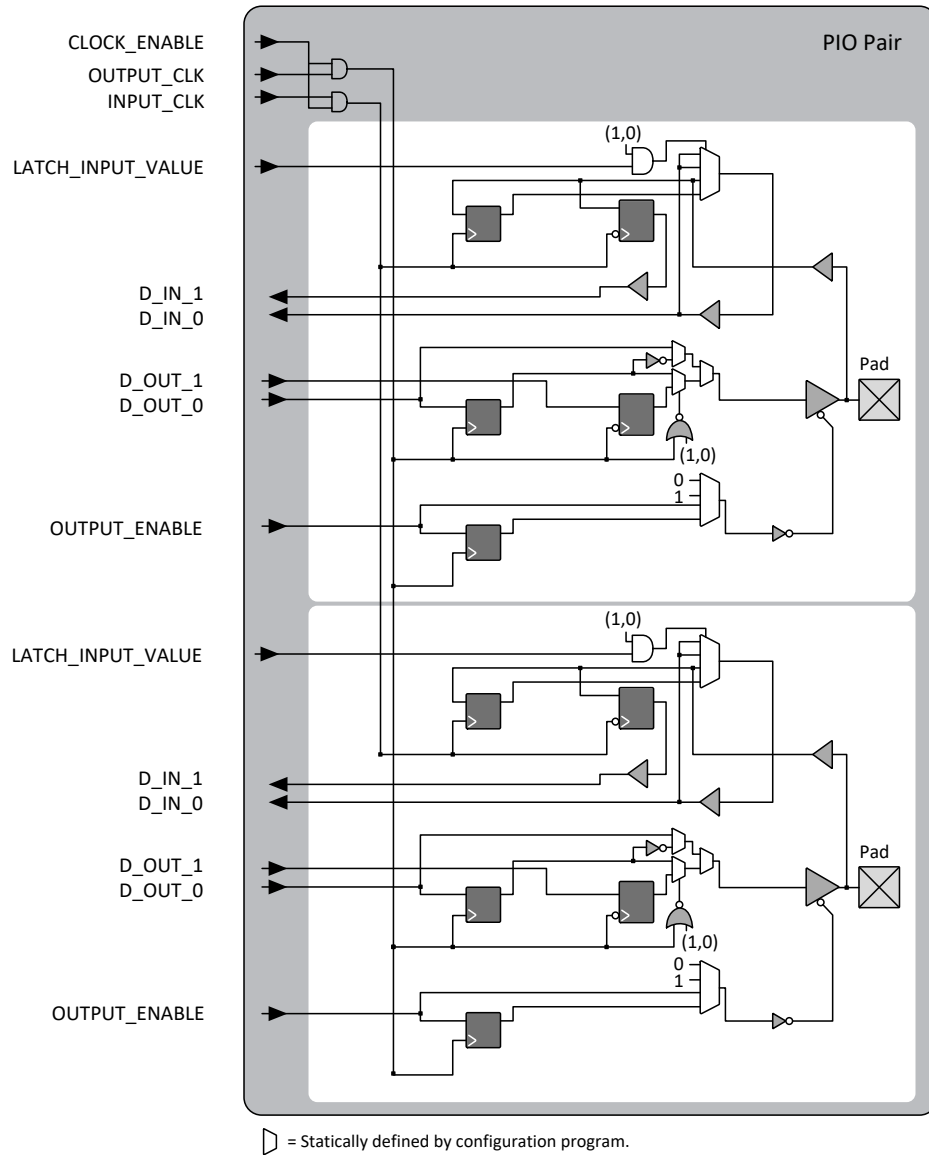 CLOCK_ENABLE
PIO Pair
OUTPUT_CLK
INPUT_CLK
(1,0)
LATCH_INPUT_VALUE
D_IN_1
D_IN_0
Pad
D_OUT_1
D_OUT_0
(1,0)
0
1
OUTPUT_ENABLE
(1,0)
LATCH_INPUT_VALUE
D_IN_1
D_IN_0
Pad
D_OUT_1
D_OUT_0
(1,0)
0
1
OUTPUT_ENABLE
= Statically defined by configuration program.